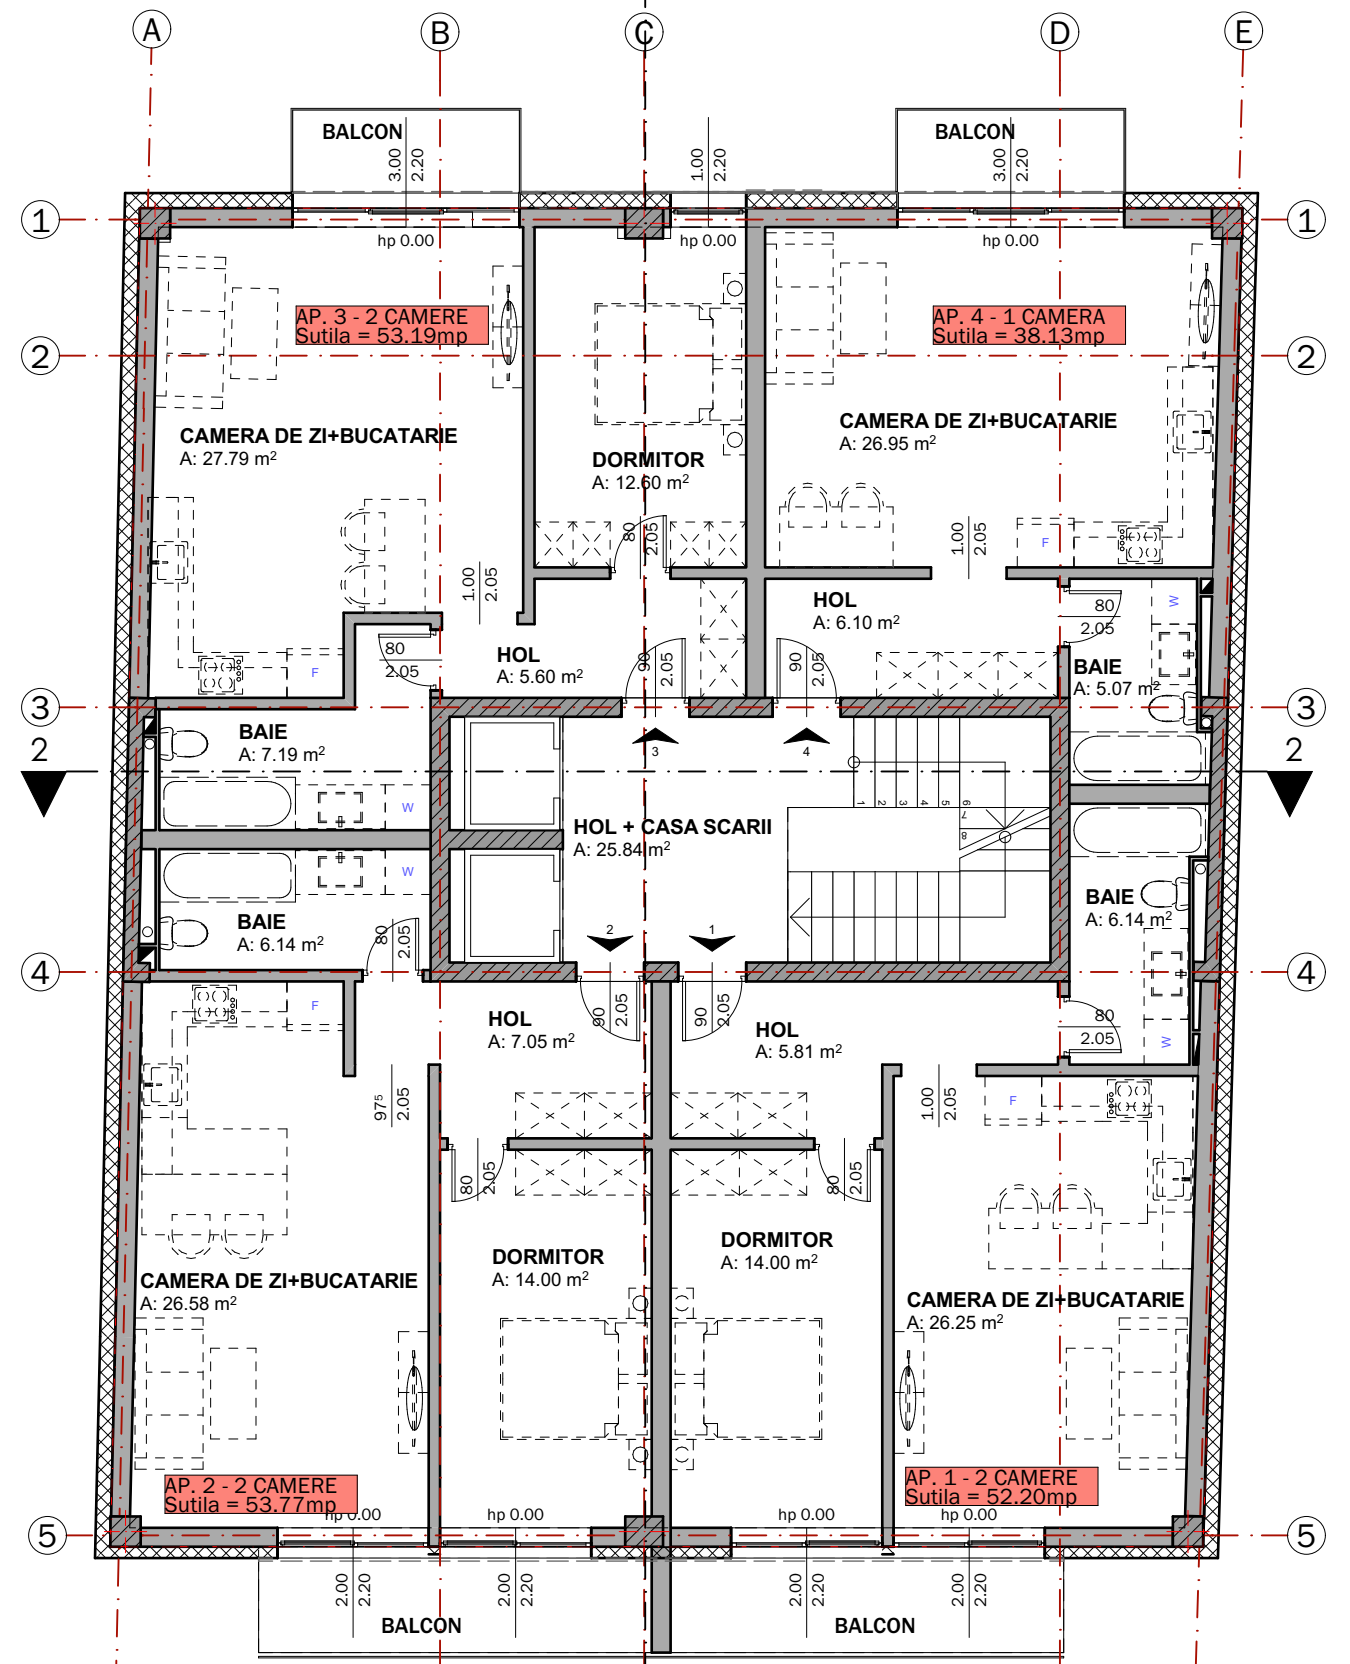 A
B
C
D
E
BALCON
3.00
2.20
1.00
2.20
BALCON
3.00
2.20
1
1
hp 0.00
hp 0.00
hp 0.00
AP. 3 - 2 CAMERE
Sutila = 53.19mp
AP. 4 - 1 CAMERA
Sutila = 38.13mp
2
2
CAMERA DE ZI+BUCATARIE
A: 27.79 m²
DORMITOR
A: 12.60 m²
CAMERA DE ZI+BUCATARIE
A: 26.95 m²
80
2.05
1.00
2.05
F
1.00
2.05
HOL
A: 6.10 m²
80
2.05
W
80
2.05
F
HOL
A: 5.60 m²
90
2.05
90
2.05
BAIE
A: 5.07 m²
3
3
BAIE
A: 7.19 m²
W
3
4
2
2
1
2
3
4
5
6
7
8
HOL + CASA SCARII
A: 25.84 m²
W
BAIE
A: 6.14 m²
80
2.05
2
1
BAIE
A: 6.14 m²
4
4
F
HOL
A: 7.05 m²
90
2.05
90
2.05
HOL
A: 5.81 m²
80
2.05
W
97⁵
2.05
1.00
2.05
F
80
2.05
80
2.05
DORMITOR
A: 14.00 m²
DORMITOR
A: 14.00 m²
CAMERA DE ZI+BUCATARIE
A: 26.58 m²
CAMERA DE ZI+BUCATARIE
A: 26.25 m²
AP. 2 - 2 CAMERE
Sutila = 53.77mp
AP. 1 - 2 CAMERE
Sutila = 52.20mp
hp 0.00
hp 0.00
hp 0.00
hp 0.00
5
5
2.00
2.20
2.00
2.20
2.00
2.20
2.00
2.20
BALCON
BALCON